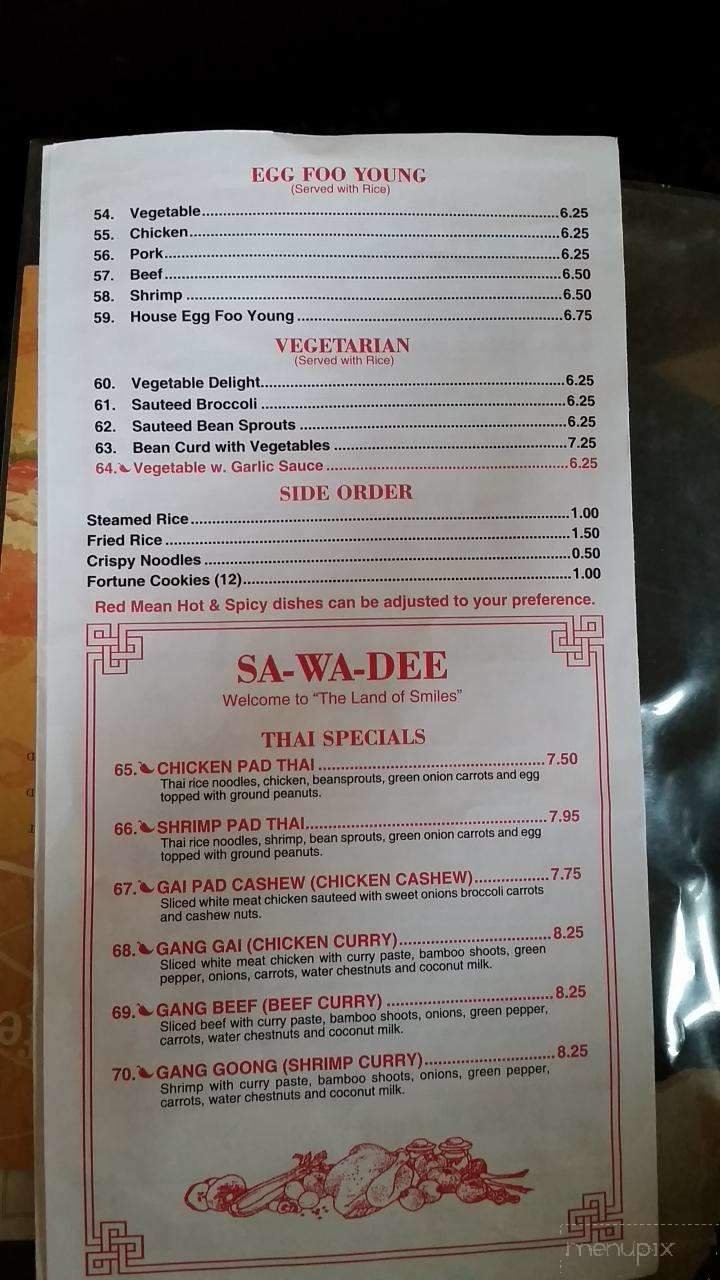 EGG FOO YOUNG
(Served with Rice)
54. Vegetable 6.25
55. Chicken 6.25
56. Pork 6.25
57. Beef 6.50
58. Shrimp 6.50
59. House Egg Foo Young 6.75
VEGETARIAN
(Served with Rice)
60. Vegetable Delight 6.25
61. Sauteed Broccoli 6.25
62. Sauteed Bean Sprouts 6.25
63. Bean Curd with Vegetables 7.25
64. Vegetable w. Garlic Sauce 6.25
SIDE ORDER
Steamed Rice 1.00
Fried Rice 1.50
Crispy Noodles 0.50
Fortune Cookies (12) 1.00
Red Mean Hot & Spicy dishes can be adjusted to your preference.
SA-WA-DEE
Welcome to "The Land of Smiles"
THAI SPECIALS
65. CHICKEN PAD THAI 7.50
Thai rice noodles, chicken, beansprouts, green onion carrots and egg
topped with ground peanuts.
66. SHRIMP PAD THAI 7.95
Thai rice noodles, shrimp, bean sprouts, green onion carrots and egg
topped with ground peanuts.
67. GAI PAD CASHEW (CHICKEN CASHEW) 7.75
Sliced white meat chicken sauteed with sweet onions broccoli carrots
and cashew nuts.
68. GANG GAI (CHICKEN CURRY) 8.25
Sliced white meat chicken with curry paste, bamboo shoots, green
pepper, onions, carrots, water chestnuts and coconut milk.
69. GANG BEEF (BEEF CURRY) 8.25
Sliced beef with curry paste, bamboo shoots, onions, green pepper,
carrots, water chestnuts and coconut milk.
70. GANG GOONG (SHRIMP CURRY) 8.25
Shrimp with curry paste, bamboo shoots, onions, green pepper,
carrots, water chestnuts and coconut milk.
menupix